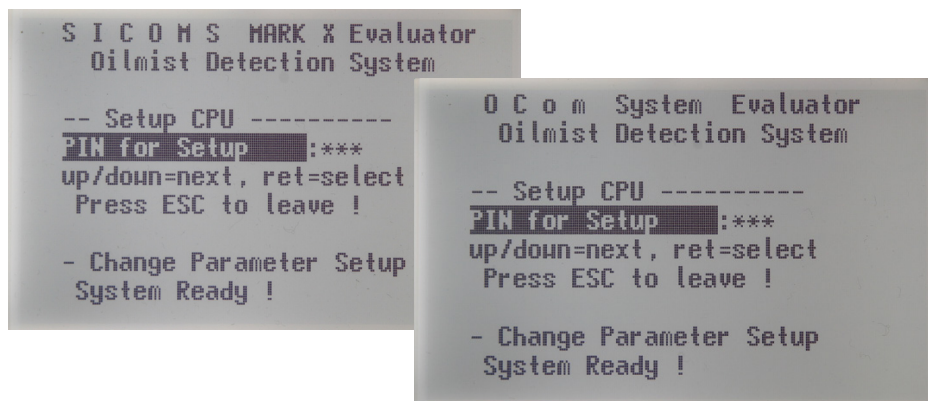 S I C O M S MARK X Evaluator
Oilmist Detection System
-- Setup CPU ----------
PIN for Setup :***
up/down=next, ret=select
Press ESC to leave !
- Change Parameter Setup
System Ready !
O C o m System Evaluator
Oilmist Detection System
-- Setup CPU ----------
PIN for Setup :***
up/down=next, ret=select
Press ESC to leave !
- Change Parameter Setup
System Ready !